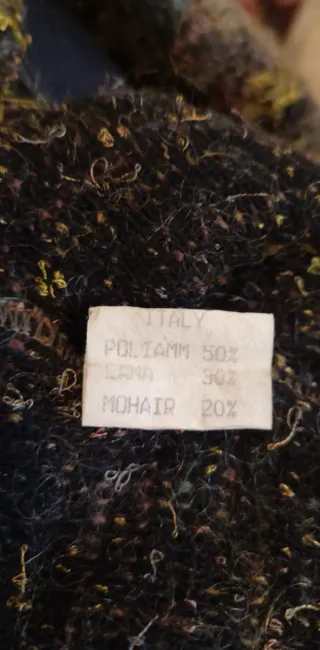 ITALY
POLIAMM 50%
LANA 30%
MOHAIR 20%